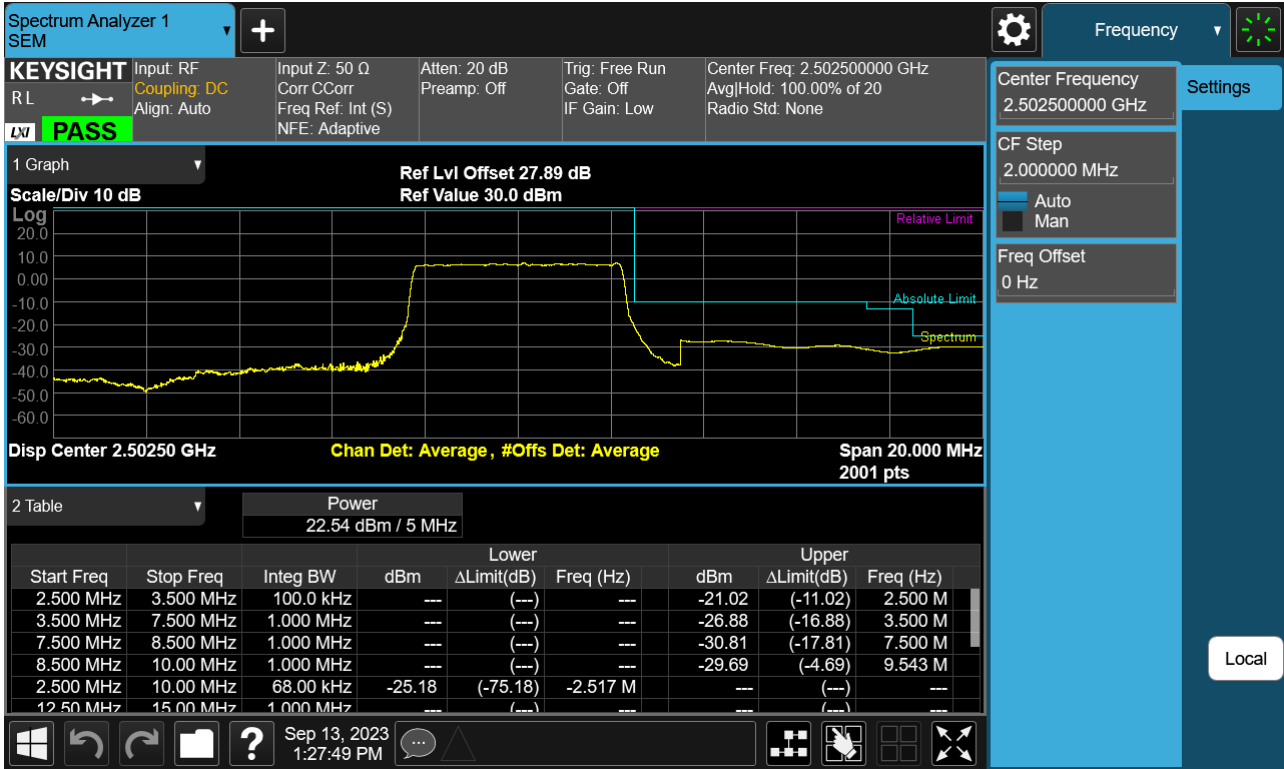 Spectrum Analyzer 1
SEM
+
Frequency
KEYSIGHT
R L
LXI PASS
Input: RF
Coupling: DC
Align: Auto
Input Z: 50 Ω
Corr CCorr
Freq Ref: Int (S)
NFE: Adaptive
Atten: 20 dB
Preamp: Off
Trig: Free Run
Gate: Off
IF Gain: Low
Center Freq: 2.502500000 GHz
Avg|Hold: 100.00% of 20
Radio Std: None
Center Frequency
2.502500000 GHz
Settings
CF Step
2.000000 MHz
Auto
Man
Freq Offset
0 Hz
1 Graph
Ref Lvl Offset 27.89 dB
Scale/Div 10 dB
Ref Value 30.0 dBm
Log
Relative Limit
20.0
10.0
0.00
Absolute Limit
-10.0
-20.0
Spectrum
-30.0
-40.0
-50.0
-60.0
Disp Center 2.50250 GHz
Chan Det: Average , #Offs Det: Average
Span 20.000 MHz
2001 pts
2 Table
Power
22.54 dBm / 5 MHz
Lower Upper
Start Freq Stop Freq Integ BW dBm ΔLimit(dB) Freq (Hz) dBm ΔLimit(dB) Freq (Hz)
2.500 MHz 3.500 MHz 100.0 kHz --- (---) --- -21.02 (-11.02) 2.500 M
3.500 MHz 7.500 MHz 1.000 MHz --- (---) --- -26.88 (-16.88) 3.500 M
7.500 MHz 8.500 MHz 1.000 MHz --- (---) --- -30.81 (-17.81) 7.500 M
8.500 MHz 10.00 MHz 1.000 MHz --- (---) --- -29.69 (-4.69) 9.543 M
2.500 MHz 10.00 MHz 68.00 kHz -25.18 (-75.18) -2.517 M --- (---) ---
12.50 MHz 15.00 MHz 1.000 MHz --- (---) --- --- (---) ---
Local
?
Sep 13, 2023
1:27:49 PM